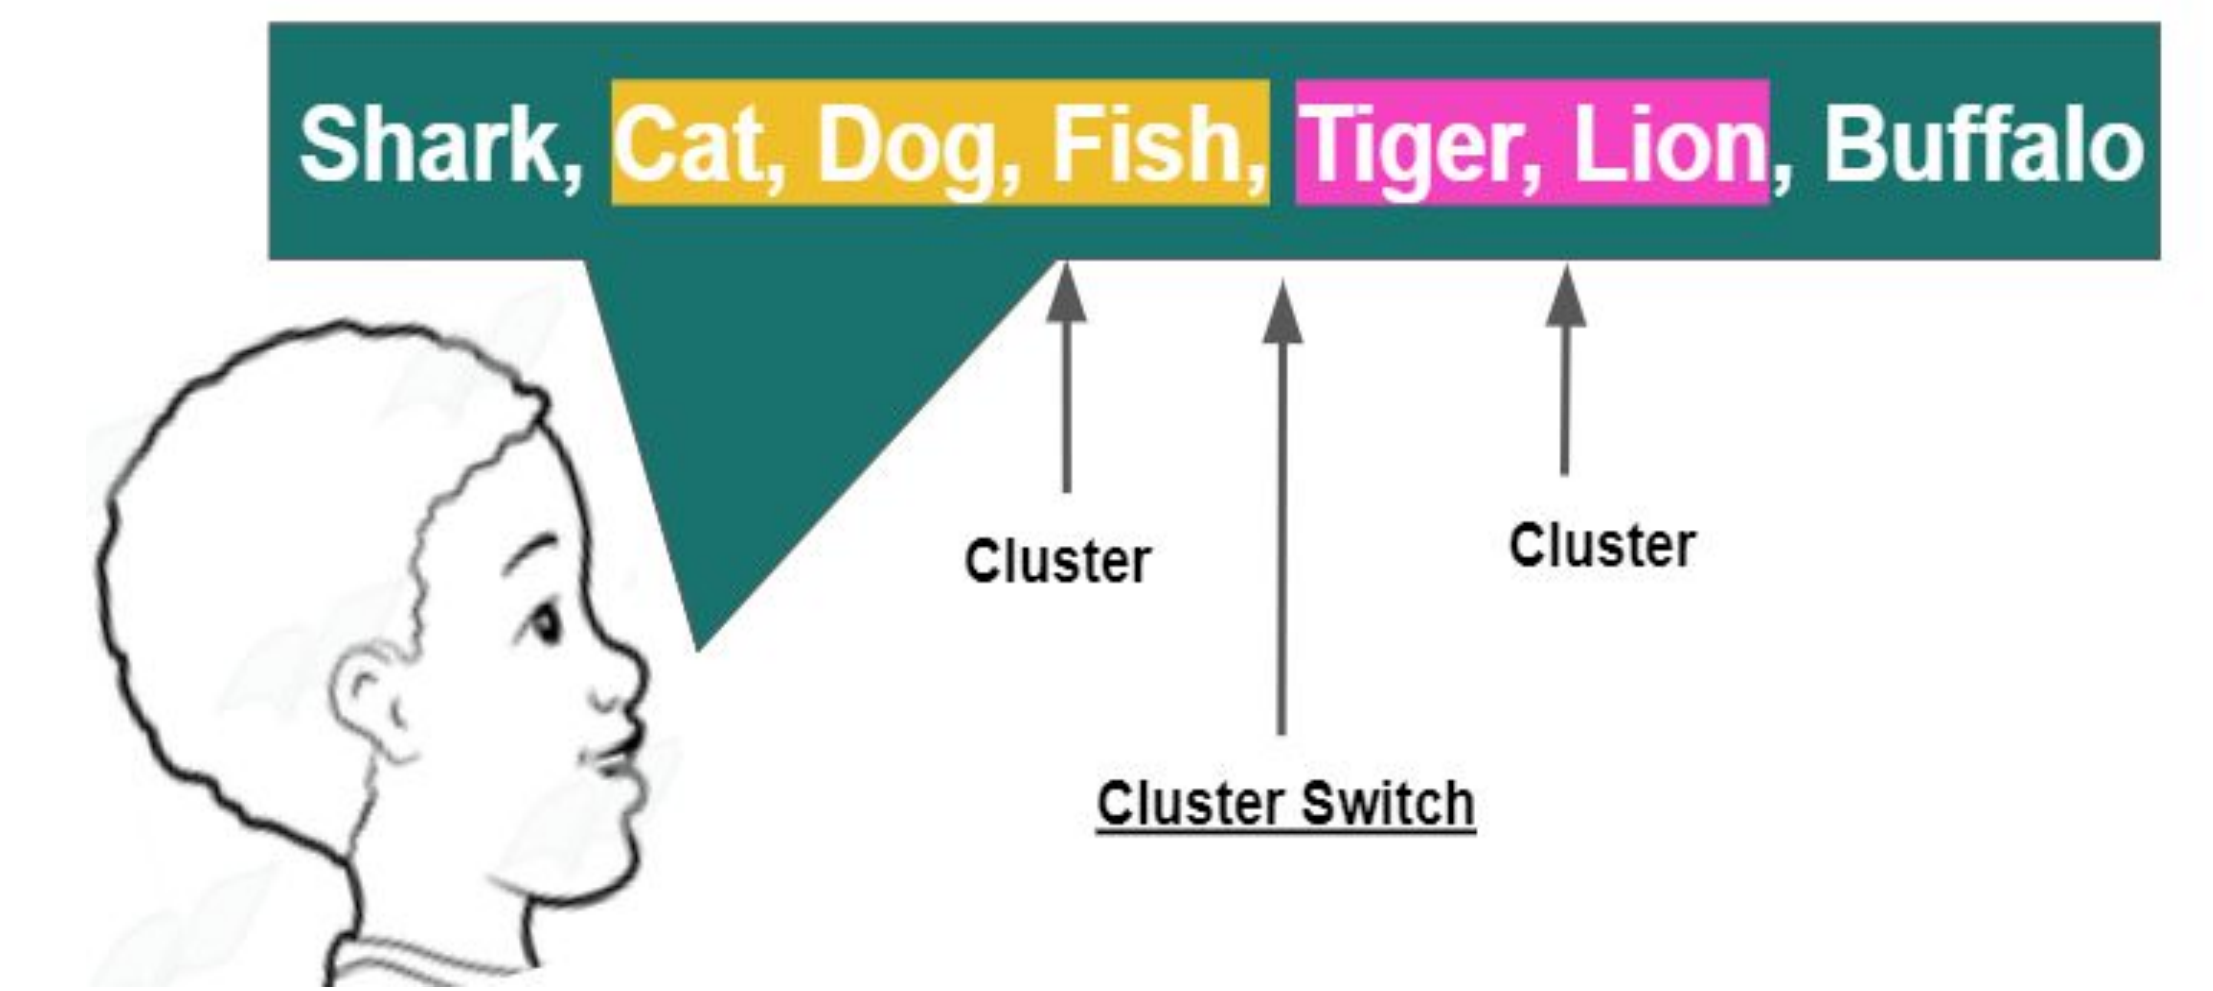 Shark, Cat, Dog, Fish, Tiger, Lion, Buffalo
Cluster
Cluster
Cluster Switch